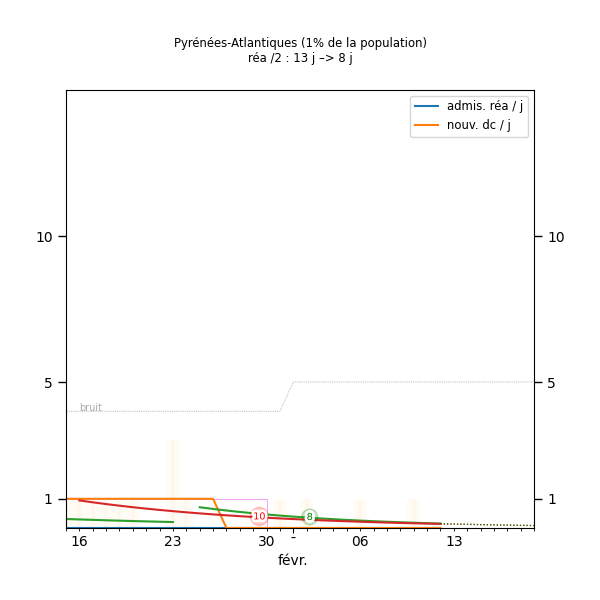 Pyrénées-Atlantiques (1% de la population)
réa /2 : 13 j –> 8 j
admis. réa / j
nouv. dc / j
10
10
5
5
bruit
1
1
10
8
16
23
30
-
06
13
févr.